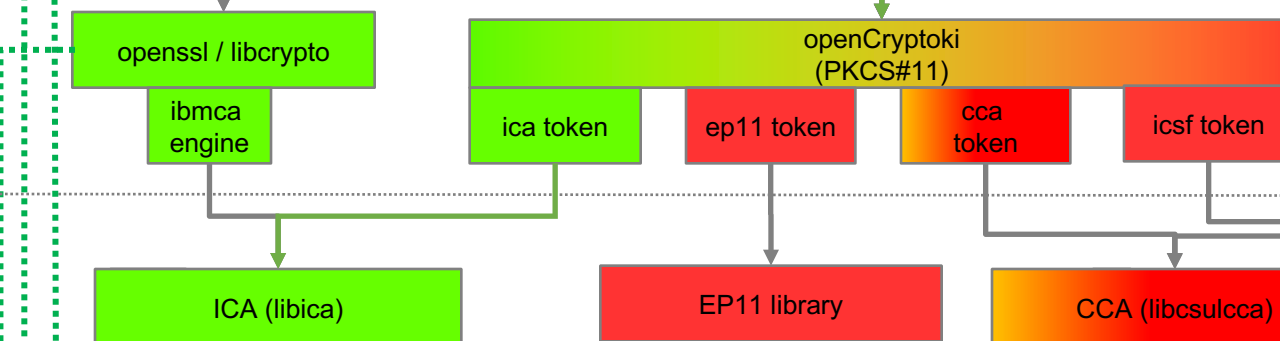 openssl / libcrypto
openCryptoki
(PKCS#11)
ibmca
engine
ica token
ep11 token
cca
token
icsf token
ICA (libica)
EP11 library
CCA (libcsulcca)